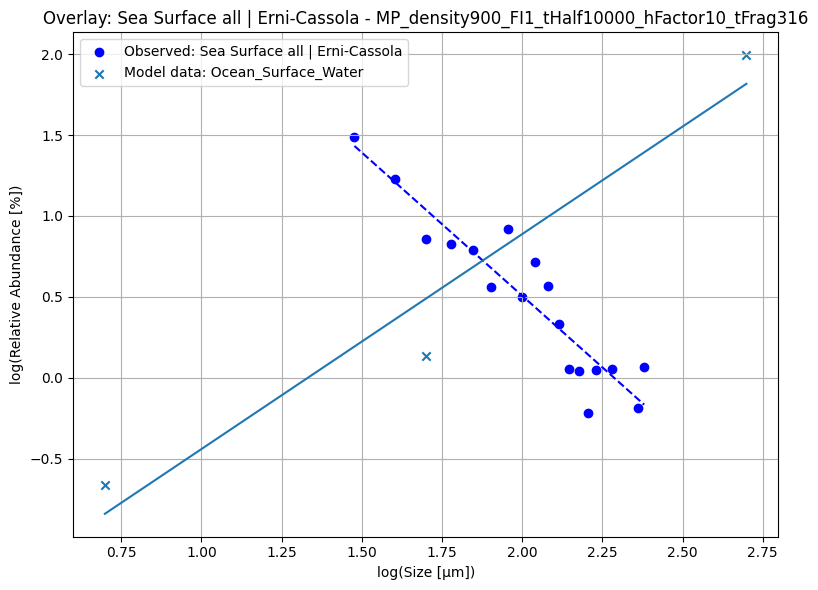 Overlay: Sea Surface all | Erni-Cassola - MP_density900_FI1_tHalf10000_hFactor10_tFrag316
Observed: Sea Surface all | Erni-Cassola
Model data: Ocean_Surface_Water
log(Relative Abundance [%])
2.0
1.5
1.0
0.5
0.0
−0.5
0.75 1.00 1.25 1.50 1.75 2.00 2.25 2.50 2.75
log(Size [µm])